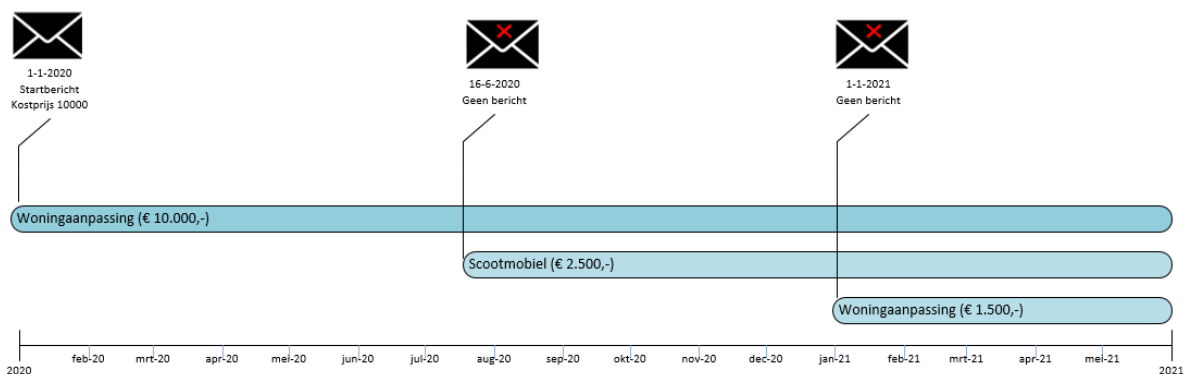 1-1-2020
Startbericht
Kostprijs 10000
16-6-2020
Geen bericht
1-1-2021
Geen bericht
Woningaanpassing (€ 10.000,-)
Scootmobiel (€ 2.500,-)
Woningaanpassing (€ 1.500,-)
feb-20 mrt-20 apr-20 mei-20 jun-20 jul-20 aug-20 sep-20 okt-20 nov-20 dec-20 jan-21 feb-21 mrt-21 apr-21 mei-21
2020 2021